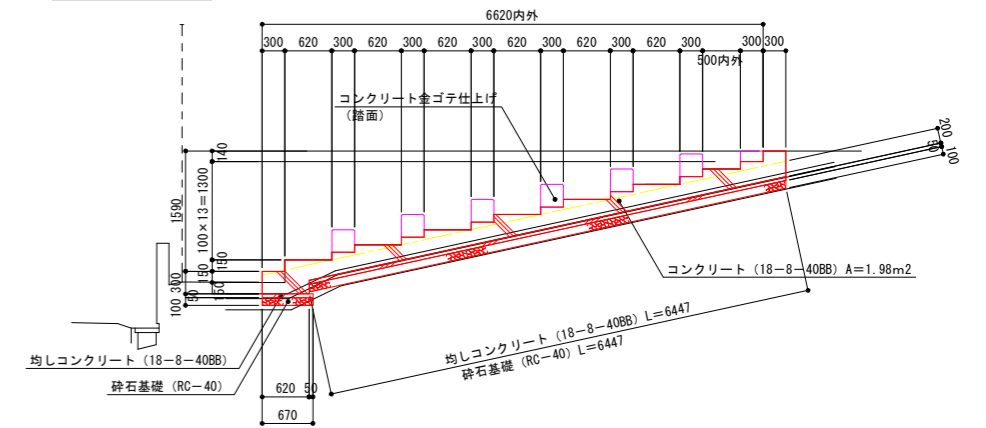 6620内外
300 620 300 620 300 620 300 620 300 620 300 620 300 300 300
500内外
コンクリート金ゴテ仕上げ
（踏面）
200
50
100
140
1590
100×13＝1300
150
150
300
150
50
100
コンクリート（18−8−40BB）A＝1.98m2
均しコンクリート（18−8−40BB）L＝6447
砕石基礎（RC−40）L＝6447
均しコンクリート（18−8−40BB）
砕石基礎（RC−40）
620 50
670